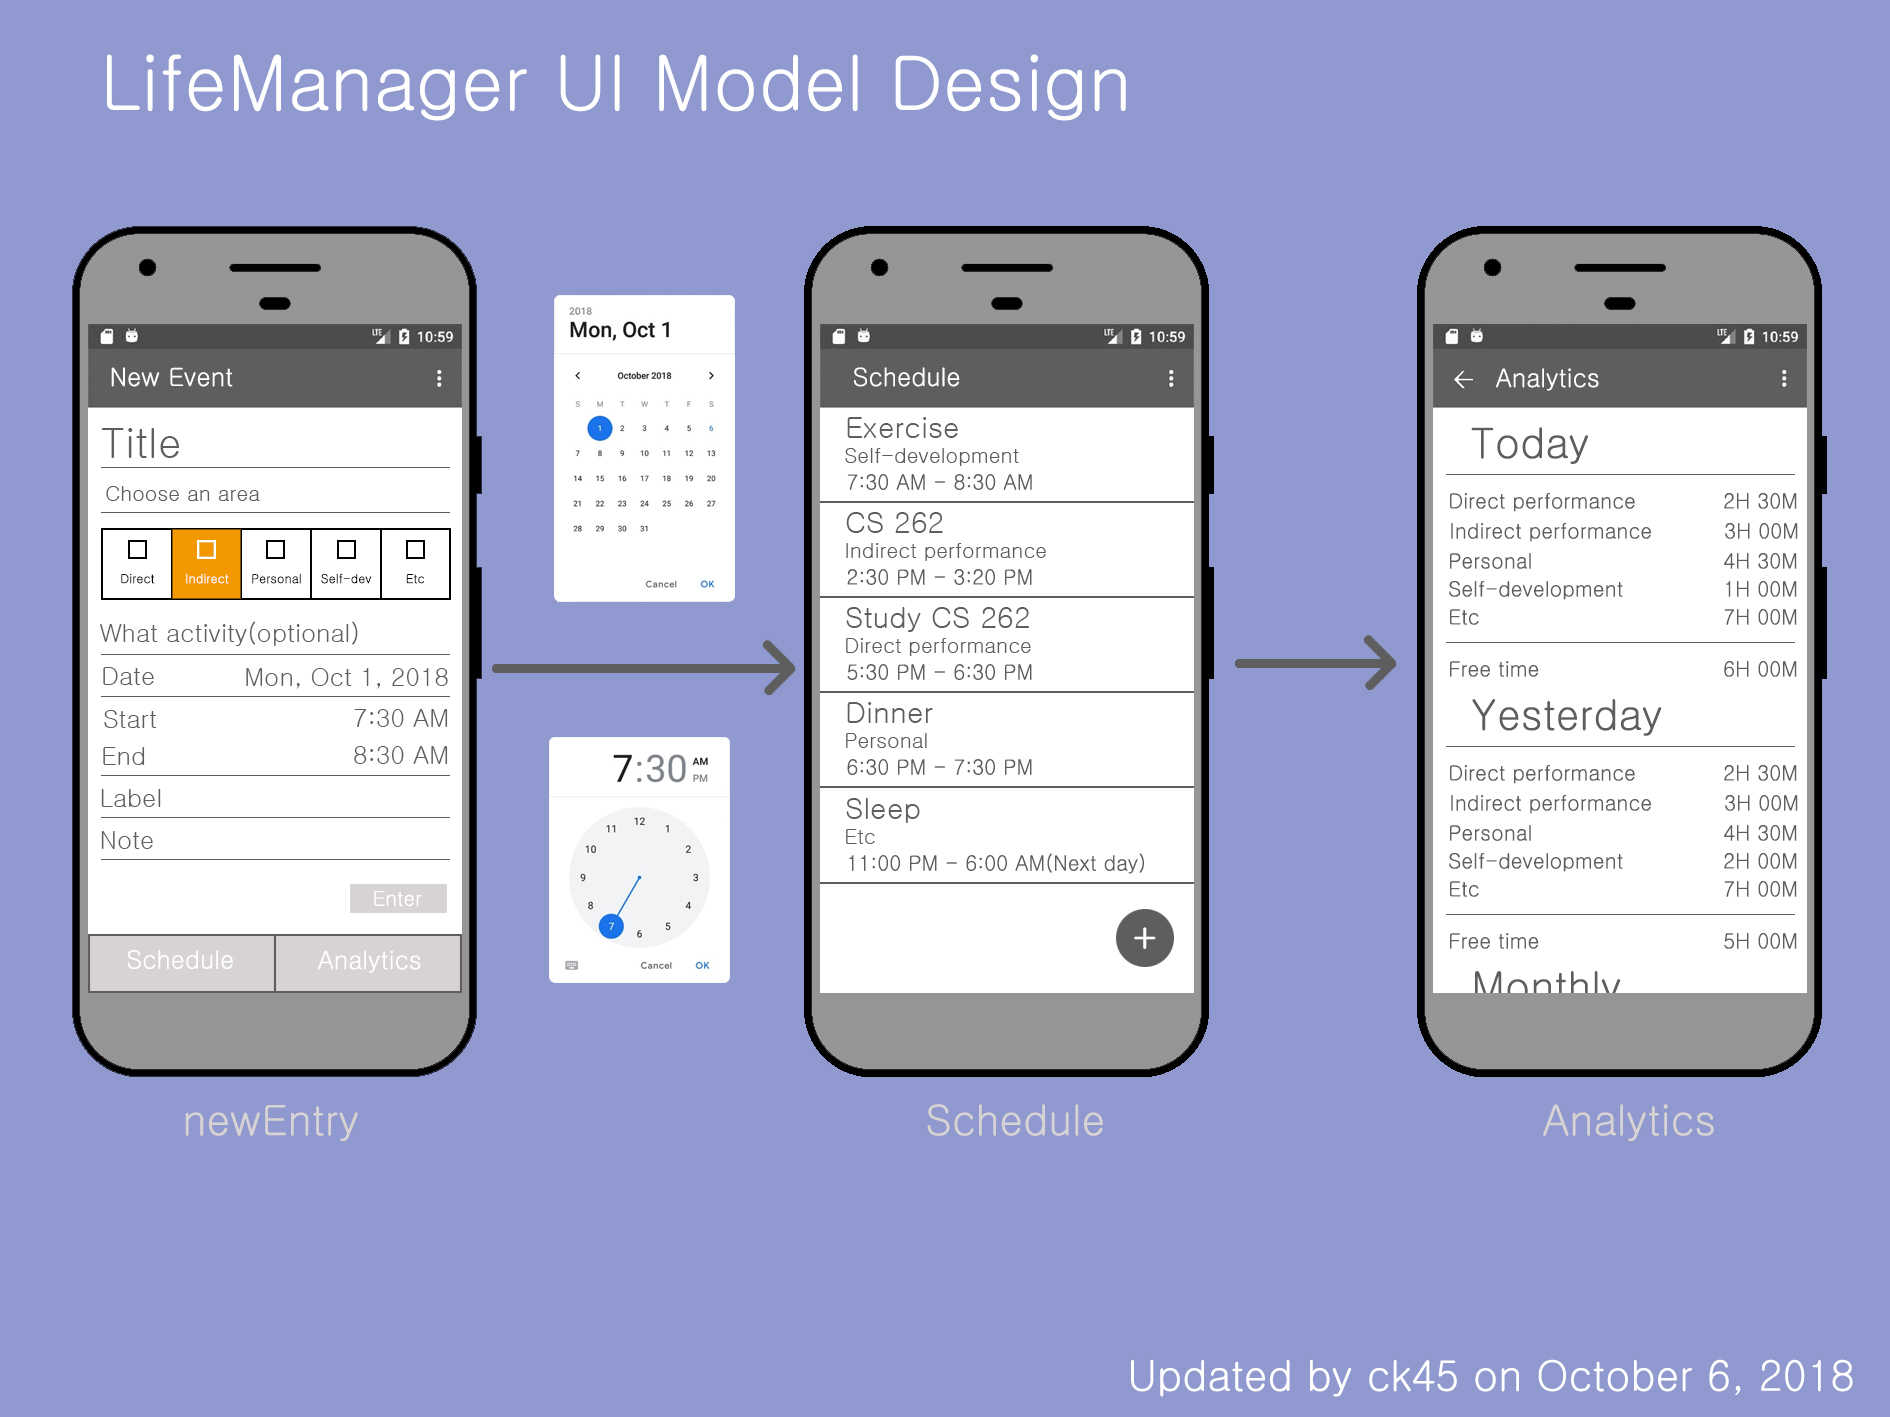 LifeManager UI Model Design
LTE 10:59
New Event
Title
Choose an area
Direct Indirect Personal Self-dev Etc
What activity(optional)
Date Mon, Oct 1, 2018
Start 7:30 AM
End 8:30 AM
Label
Note
Enter
Schedule Analytics
newEntry
2018
Mon, Oct 1
October 2018
S M T W T F S
1 2 3 4 5 6
7 8 9 10 11 12 13
14 15 16 17 18 19 20
21 22 23 24 25 26 27
28 29 30 31
Cancel OK
7:30 AM
PM
12
11 1
10 2
9 3
8 4
7 5
6
Cancel OK
LTE 10:59
Schedule
Exercise
Self-development
7:30 AM - 8:30 AM
CS 262
Indirect performance
2:30 PM - 3:20 PM
Study CS 262
Direct performance
5:30 PM - 6:30 PM
Dinner
Personal
6:30 PM - 7:30 PM
Sleep
Etc
11:00 PM - 6:00 AM(Next day)
+
Schedule
LTE 10:59
Analytics
Today
Direct performance 2H 30M
Indirect performance 3H 00M
Personal 4H 30M
Self-development 1H 00M
Etc 7H 00M
Free time 6H 00M
Yesterday
Direct performance 2H 30M
Indirect performance 3H 00M
Personal 4H 30M
Self-development 2H 00M
Etc 7H 00M
Free time 5H 00M
Monthly
Analytics
Updated by ck45 on October 6, 2018